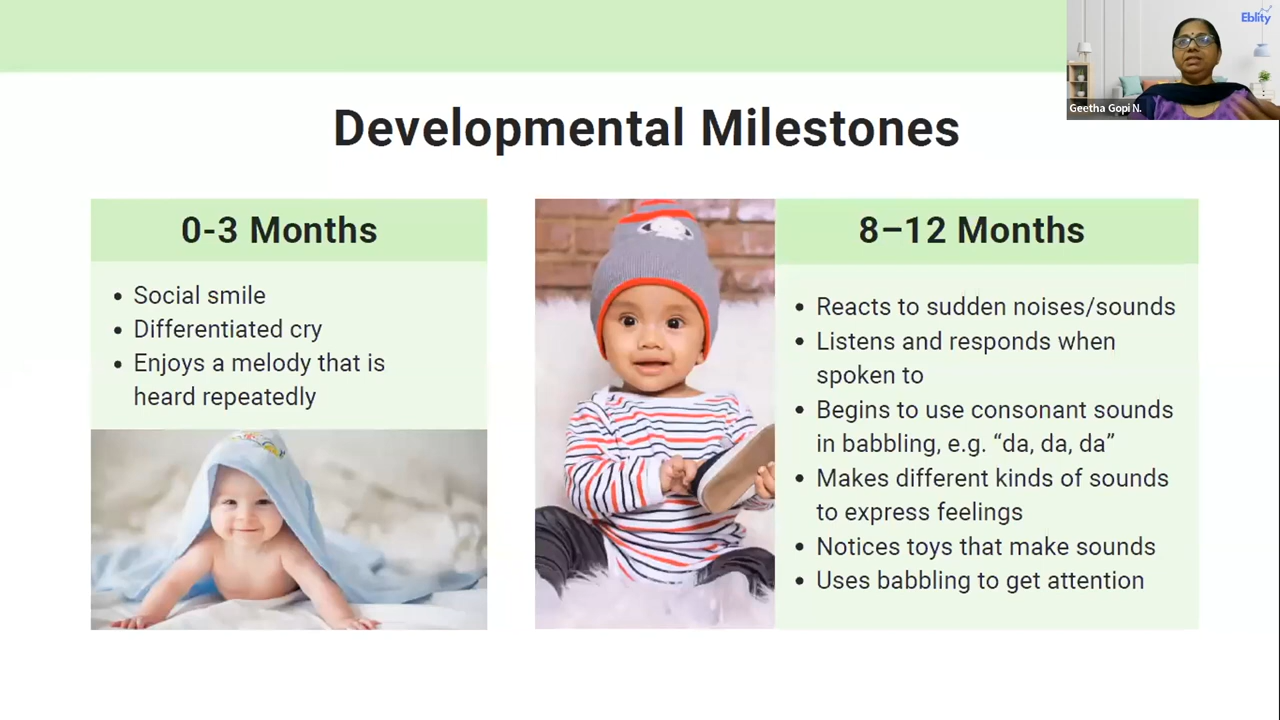 Eblity
Geetha Gopi N.
Developmental Milestones
0-3 Months
• Social smile
• Differentiated cry
• Enjoys a melody that is
heard repeatedly
8–12 Months
• Reacts to sudden noises/sounds
• Listens and responds when
spoken to
• Begins to use consonant sounds
in babbling, e.g. “da, da, da”
• Makes different kinds of sounds
to express feelings
• Notices toys that make sounds
• Uses babbling to get attention